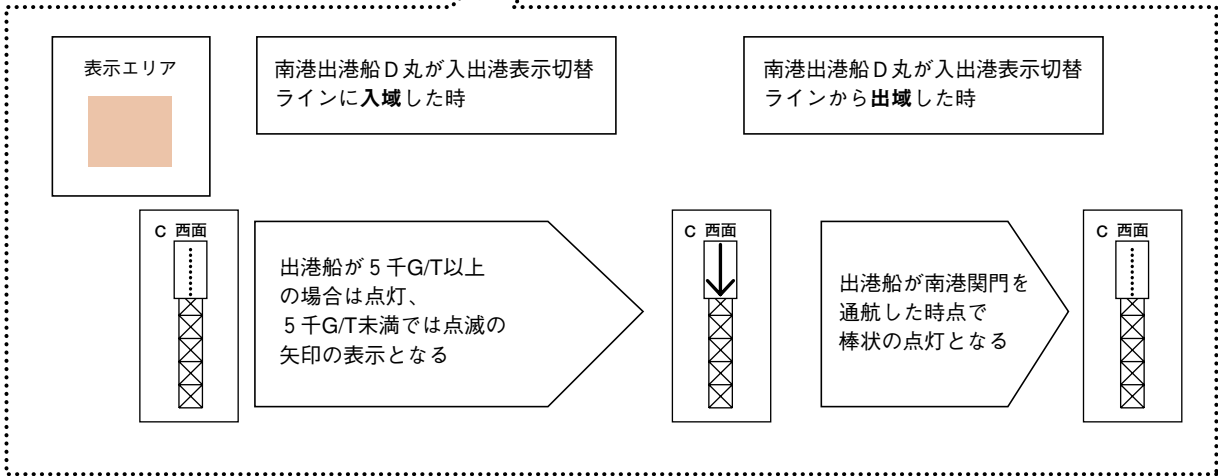 表示エリア
南港出港船D丸が入出港表示切替
ラインに入域した時
南港出港船D丸が入出港表示切替
ラインから出域した時
C 西面
出港船が5千G/T以上
の場合は点灯、
5千G/T未満では点滅の
矢印の表示となる
C 西面
出港船が南港関門を
通航した時点で
棒状の点灯となる
C 西面